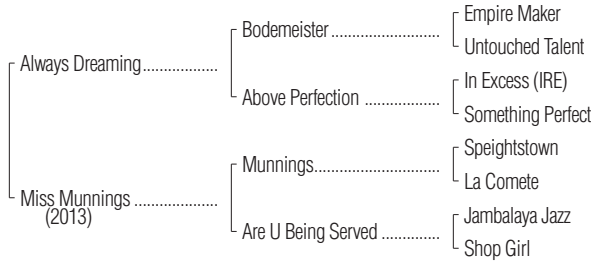 Empire Maker
Bodemeister..................
Untouched Talent
Always Dreaming................
In Excess (IRE)
Above Perfection ................
Something Perfect
Speightstown
Munnings.....................
La Comete
Miss Munnings .................
(2013)
Jambalaya Jazz
Are U Being Served ............
Shop Girl